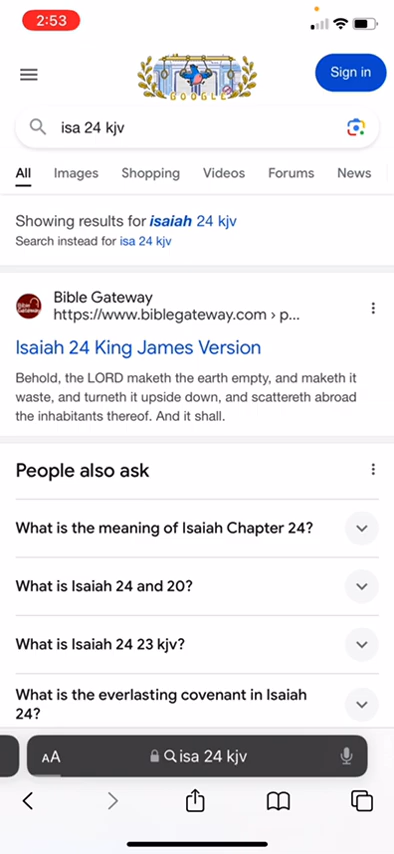 2:53
GOOGLE
Sign in
isa 24 kjv
All Images Shopping Videos Forums News
Showing results for isaiah 24 kjv
Search instead for isa 24 kjv
Bible Gateway
https://www.biblegateway.com › p...
Isaiah 24 King James Version
Behold, the LORD maketh the earth empty, and maketh it
waste, and turneth it upside down, and scattereth abroad
the inhabitants thereof. And it shall.
People also ask
What is the meaning of Isaiah Chapter 24?
What is Isaiah 24 and 20?
What is Isaiah 24 23 kjv?
What is the everlasting covenant in Isaiah
24?
AA isa 24 kjv